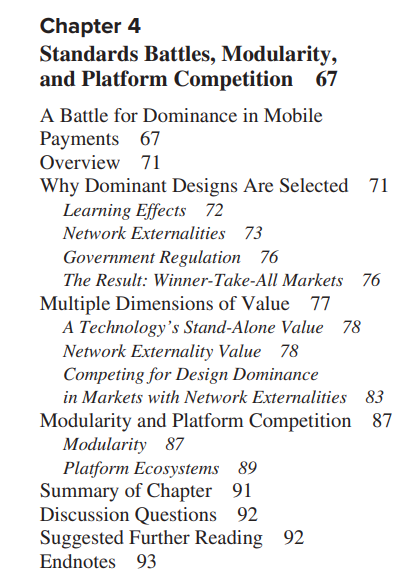 Chapter 4
Standards Battles, Modularity,
and Platform Competition 67
A Battle for Dominance in Mobile
Payments 67
Overview 71
Why Dominant Designs Are Selected 71
Learning Effects 72
Network Externalities 73
Government Regulation 76
The Result: Winner-Take-All Markets 76
Multiple Dimensions of Value 77
A Technology’s Stand-Alone Value 78
Network Externality Value 78
Competing for Design Dominance
in Markets with Network Externalities 83
Modularity and Platform Competition 87
Modularity 87
Platform Ecosystems 89
Summary of Chapter 91
Discussion Questions 92
Suggested Further Reading 92
Endnotes 93